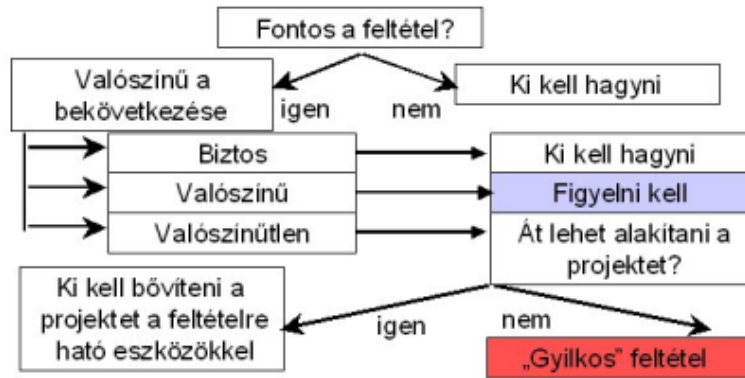 Fontos a feltétel?
Valószínű a
bekövetkezése
igen
nem
Ki kell hagyni
Biztos
Ki kell hagyni
Valószínű
Figyelni kell
Valószínűtlen
Át lehet alakítani a
projektet?
Ki kell bővíteni a
projektet a feltételre
ható eszközökkel
igen
nem
„Gyilkos” feltétel